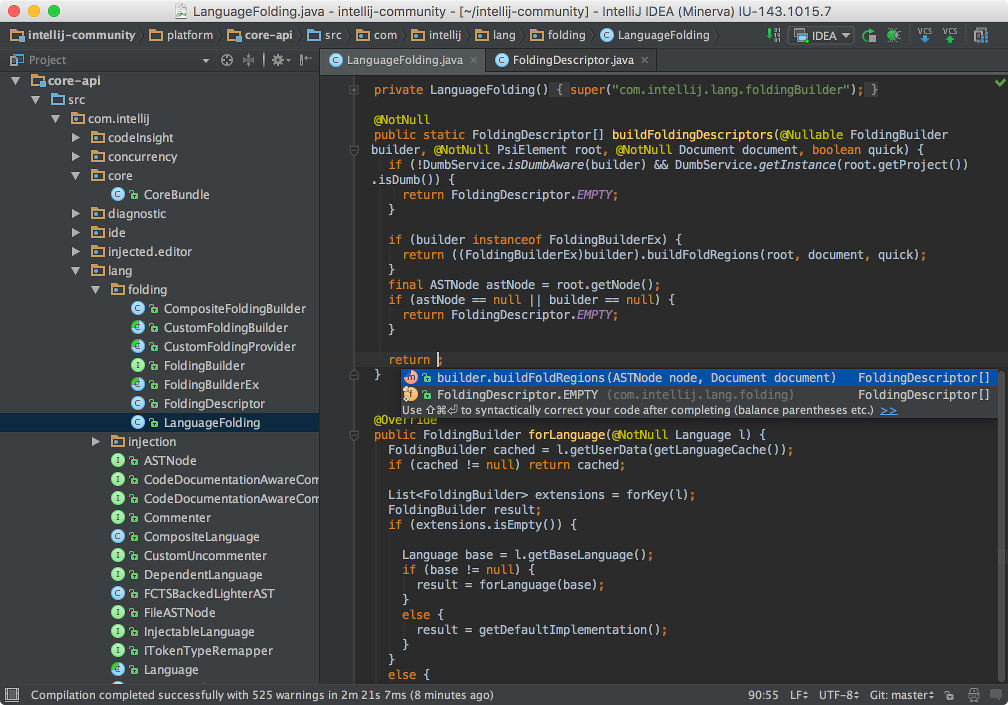 LanguageFolding.java - intellij-community - [~/intellij-community] - IntelliJ IDEA (Minerva) IU-143.1015.7
intellij-community platform core-api src com intellij lang folding LanguageFolding IDEA VCS VCS
Project
LanguageFolding.java FoldingDescriptor.java
core-api
src
com.intellij
codeInsight
concurrency
core
CoreBundle
diagnostic
ide
injected.editor
lang
folding
CompositeFoldingBuilder
CustomFoldingBuilder
CustomFoldingProvider
FoldingBuilder
FoldingBuilderEx
FoldingDescriptor
LanguageFolding
injection
ASTNode
CodeDocumentationAwareCom
CodeDocumentationAwareCom
Commenter
CompositeLanguage
CustomUncommenter
DependentLanguage
FCTSBackedLighterAST
FileASTNode
InjectableLanguage
ITokenTypeRemapper
Language
private LanguageFolding() { super("com.intellij.lang.foldingBuilder"); }
@NotNull
public static FoldingDescriptor[] buildFoldingDescriptors(@Nullable FoldingBuilder
builder, @NotNull PsiElement root, @NotNull Document document, boolean quick) {
if (!DumbService.isDumbAware(builder) && DumbService.getInstance(root.getProject())
.isDumb()) {
return FoldingDescriptor.EMPTY;
}
if (builder instanceof FoldingBuilderEx) {
return ((FoldingBuilderEx)builder).buildFoldRegions(root, document, quick);
}
final ASTNode astNode = root.getNode();
if (astNode == null || builder == null) {
return FoldingDescriptor.EMPTY;
}
return ;
}
builder.buildFoldRegions(ASTNode node, Document document) FoldingDescriptor[]
FoldingDescriptor.EMPTY (com.intellij.lang.folding) FoldingDescriptor[]
Use ⇧⌘⏎ to syntactically correct your code after completing (balance parentheses etc.) >>
@Override
public FoldingBuilder forLanguage(@NotNull Language l) {
FoldingBuilder cached = l.getUserData(getLanguageCache());
if (cached != null) return cached;
List<FoldingBuilder> extensions = forKey(l);
FoldingBuilder result;
if (extensions.isEmpty()) {
Language base = l.getBaseLanguage();
if (base != null) {
result = forLanguage(base);
}
else {
result = getDefaultImplementation();
}
}
else {
Compilation completed successfully with 525 warnings in 2m 21s 7ms (8 minutes ago) 90:55 LF UTF-8 Git: master